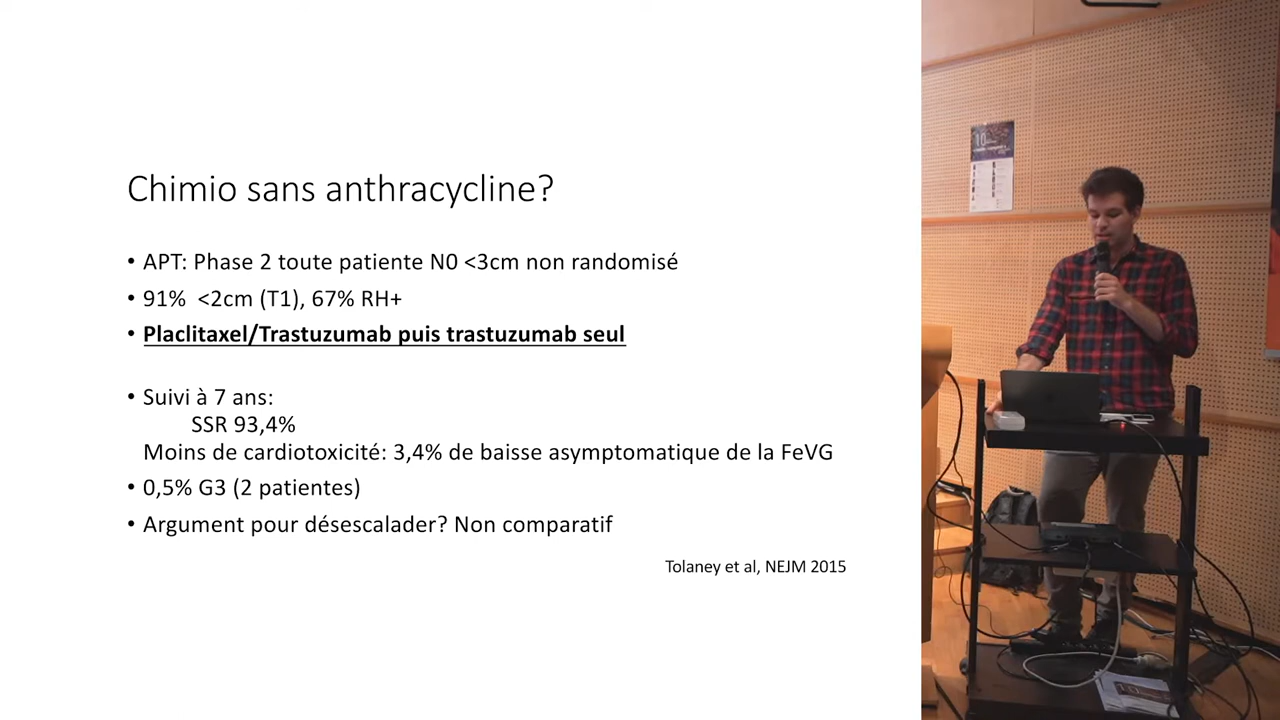 Chimio sans anthracycline?
• APT: Phase 2 toute patiente N0 <3cm non randomisé
• 91% <2cm (T1), 67% RH+
• Placlitaxel/Trastuzumab puis trastuzumab seul
• Suivi à 7 ans:
SSR 93,4%
Moins de cardiotoxicité: 3,4% de baisse asymptomatique de la FeVG
• 0,5% G3 (2 patientes)
• Argument pour désescalader? Non comparatif
Tolaney et al, NEJM 2015
10